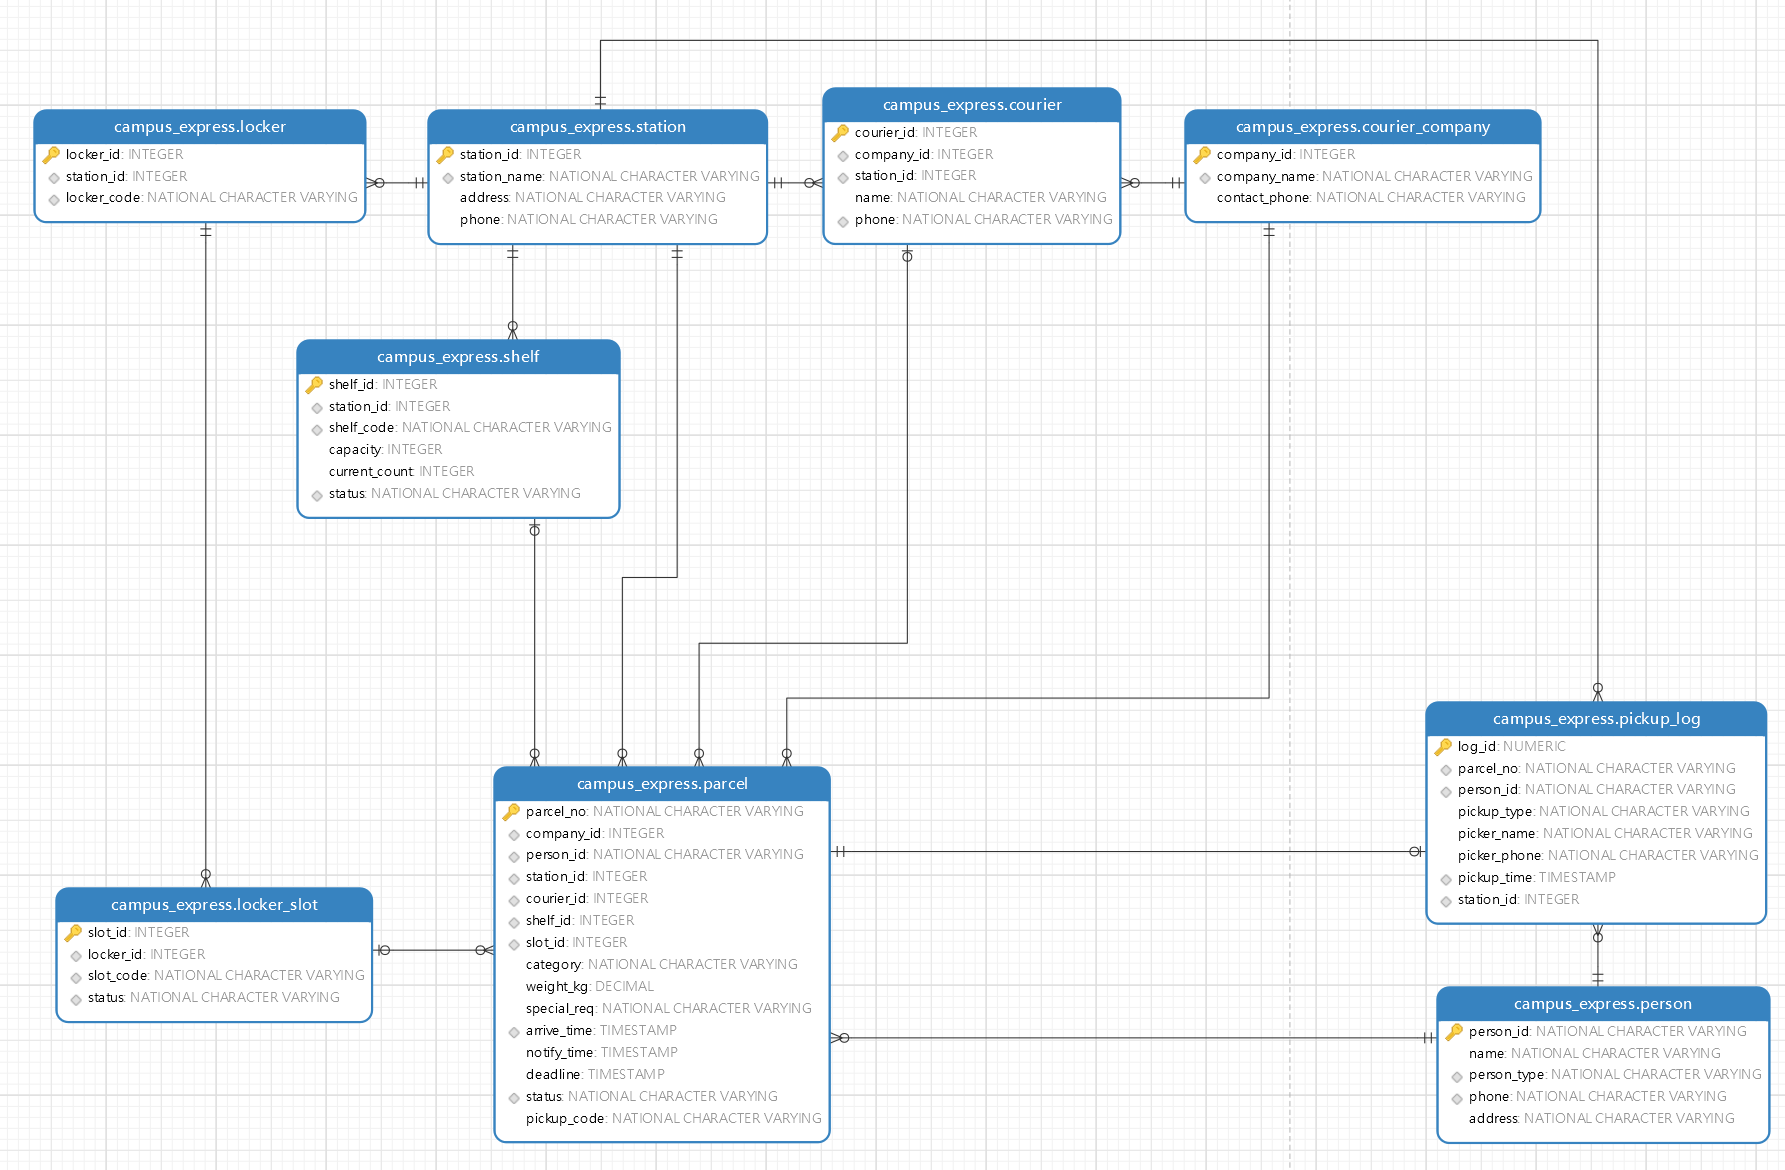 campus_express.locker
locker_id: INTEGER
station_id: INTEGER
locker_code: NATIONAL CHARACTER VARYING
campus_express.station
station_id: INTEGER
station_name: NATIONAL CHARACTER VARYING
address: NATIONAL CHARACTER VARYING
phone: NATIONAL CHARACTER VARYING
campus_express.courier
courier_id: INTEGER
company_id: INTEGER
station_id: INTEGER
name: NATIONAL CHARACTER VARYING
phone: NATIONAL CHARACTER VARYING
campus_express.courier_company
company_id: INTEGER
company_name: NATIONAL CHARACTER VARYING
contact_phone: NATIONAL CHARACTER VARYING
campus_express.shelf
shelf_id: INTEGER
station_id: INTEGER
shelf_code: NATIONAL CHARACTER VARYING
capacity: INTEGER
current_count: INTEGER
status: NATIONAL CHARACTER VARYING
campus_express.parcel
parcel_no: NATIONAL CHARACTER VARYING
company_id: INTEGER
person_id: NATIONAL CHARACTER VARYING
station_id: INTEGER
courier_id: INTEGER
shelf_id: INTEGER
slot_id: INTEGER
category: NATIONAL CHARACTER VARYING
weight_kg: DECIMAL
special_req: NATIONAL CHARACTER VARYING
arrive_time: TIMESTAMP
notify_time: TIMESTAMP
deadline: TIMESTAMP
status: NATIONAL CHARACTER VARYING
pickup_code: NATIONAL CHARACTER VARYING
campus_express.pickup_log
log_id: NUMERIC
parcel_no: NATIONAL CHARACTER VARYING
person_id: NATIONAL CHARACTER VARYING
pickup_type: NATIONAL CHARACTER VARYING
picker_name: NATIONAL CHARACTER VARYING
picker_phone: NATIONAL CHARACTER VARYING
pickup_time: TIMESTAMP
station_id: INTEGER
campus_express.locker_slot
slot_id: INTEGER
locker_id: INTEGER
slot_code: NATIONAL CHARACTER VARYING
status: NATIONAL CHARACTER VARYING
campus_express.person
person_id: NATIONAL CHARACTER VARYING
name: NATIONAL CHARACTER VARYING
person_type: NATIONAL CHARACTER VARYING
phone: NATIONAL CHARACTER VARYING
address: NATIONAL CHARACTER VARYING